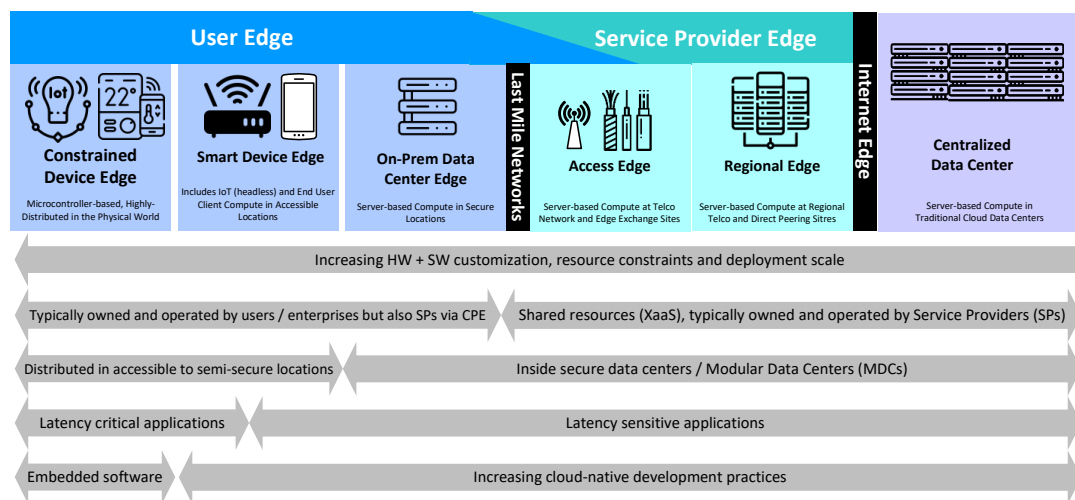 User Edge
Service Provider Edge
IoT
22°
Constrained
Device Edge
Microcontroller-based, Highly-
Distributed in the Physical World
Smart Device Edge
Includes IoT (headless) and End User
Client Compute in Accessible
Locations
On-Prem Data
Center Edge
Server-based Compute in Secure
Locations
Last Mile Networks
Access Edge
Server-based Compute at Telco
Network and Edge Exchange Sites
Regional Edge
Server-based Compute at Regional
Telco and Direct Peering Sitres
Internet Edge
Centralized
Data Center
Server-based Compute in
Traditional Cloud Data Centers
Increasing HW + SW customization, resource constraints and deployment scale
Typically owned and operated by users / enterprises but also SPs via CPE
Shared resources (XaaS), typically owned and operated by Service Providers (SPs)
Distributed in accessible to semi-secure locations
Inside secure data centers / Modular Data Centers (MDCs)
Latency critical applications
Latency sensitive applications
Embedded software
Increasing cloud-native development practices